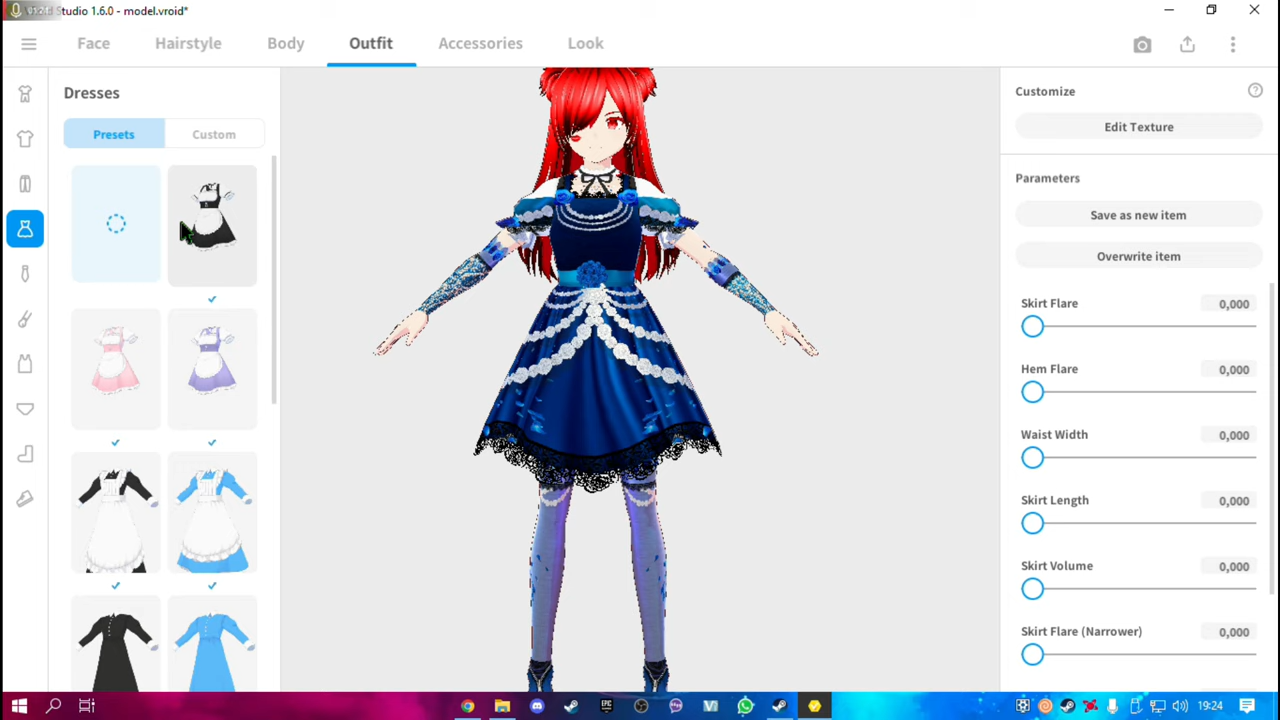 Studio 1.6.0 - model.vroid*
Face
Hairstyle
Body
Outfit
Accessories
Look
Dresses
Presets
Custom
Customize
Edit Texture
Parameters
Save as new item
Overwrite item
Skirt Flare
0,000
Hem Flare
0,000
Waist Width
0,000
Skirt Length
0,000
Skirt Volume
0,000
Skirt Flare (Narrower)
0,000
EPIC
19:24